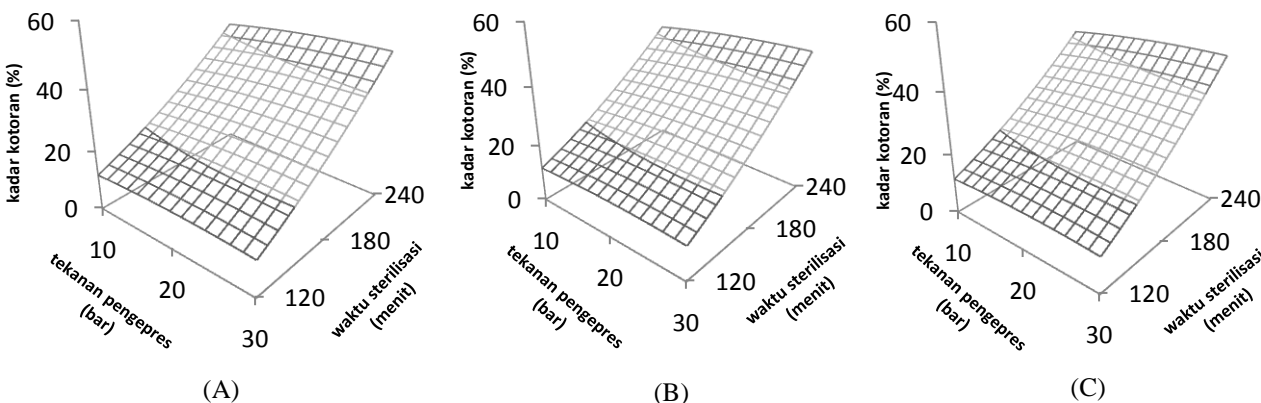 60
40
20
0
kadar kotoran (%)
10
20
30
tekanan pengepres
(bar)
120
180
240
waktu sterilisasi
(menit)
(A)
60
40
20
0
kadar kotoran (%)
10
20
30
tekanan pengepres
(bar)
120
180
240
waktu sterilisasi
(menit)
(B)
60
40
20
0
kadar kotoran (%)
10
20
30
tekanan pengepres
(bar)
120
180
240
waktu sterilisasi
(menit)
(C)